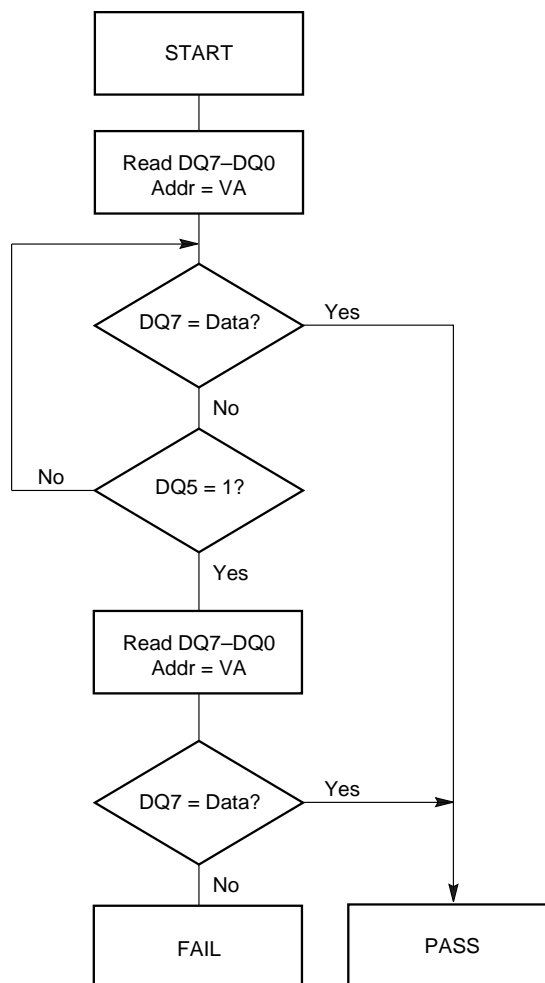 START
Read DQ7–DQ0
Addr = VA
DQ7 = Data?
Yes
No
No
DQ5 = 1?
Yes
Read DQ7–DQ0
Addr = VA
DQ7 = Data?
Yes
No
FAIL
PASS